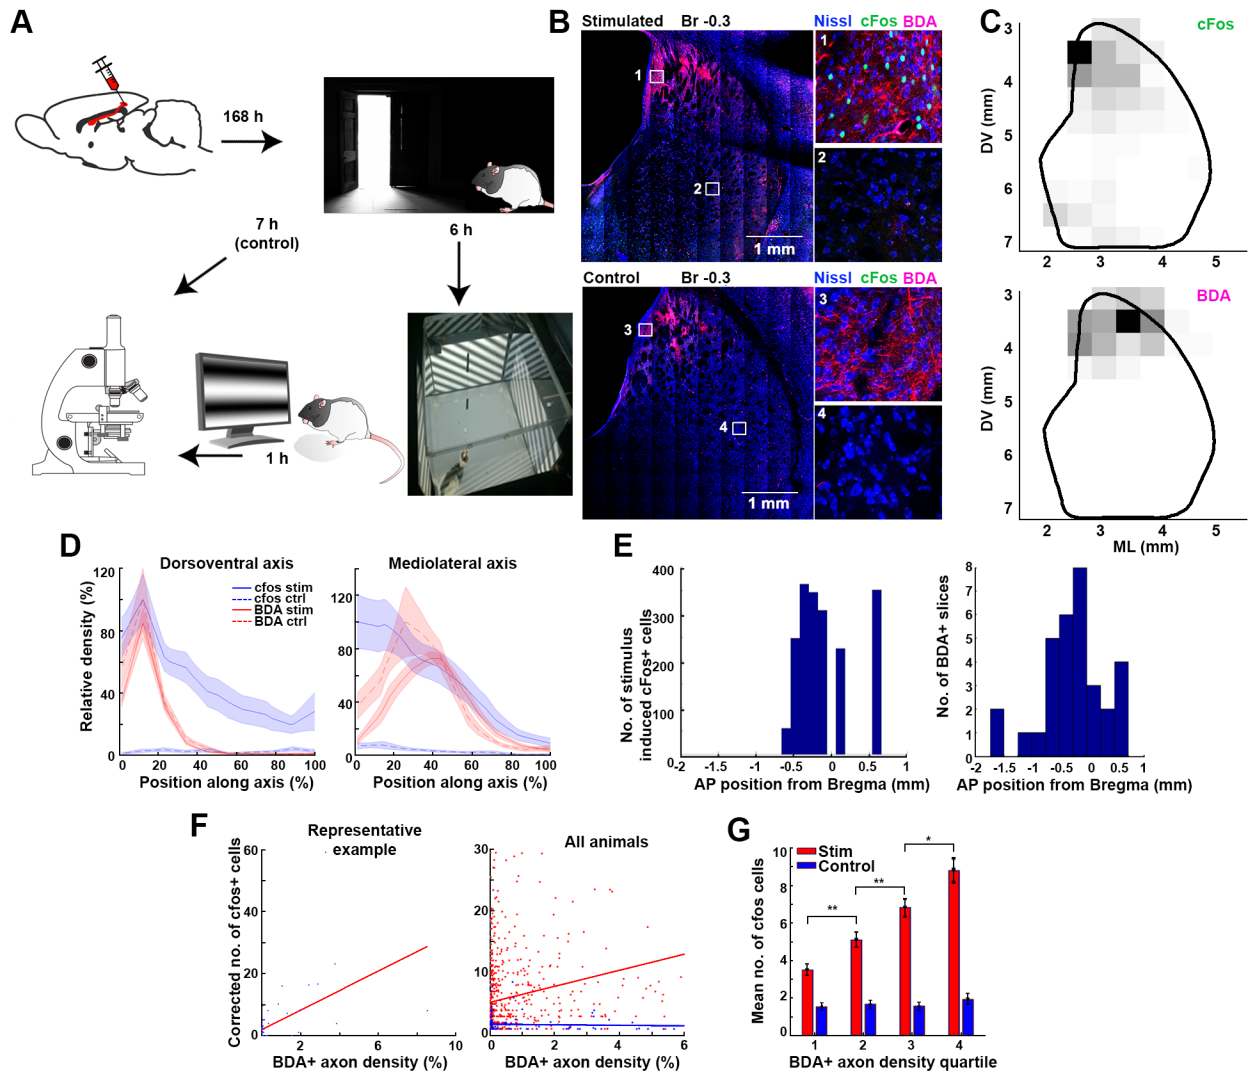 A
168 h
7 h
(control)
6 h
1 h
B
Stimulated Br -0.3 Nissl cFos BDA
1
1
2
2
1 mm
Control Br -0.3 Nissl cFos BDA
3
3
4
4
1 mm
C
cFos
3
4
5
6
7
DV (mm)
2 3 4 5
BDA
3
4
5
6
7
DV (mm)
2 3 4 5
ML (mm)
D
Dorsoventral axis
Relative density (%)
120
80
40
0
cfos stim
cfos ctrl
BDA stim
BDA ctrl
0 20 40 60 80 100
Position along axis (%)
Mediolateral axis
120
80
40
0
0 20 40 60 80 100
Position along axis (%)
E
No. of stimulus
induced cFos+ cells
400
300
200
100
0
-2 -1.5 -1 -0.5 0 0.5 1
AP position from Bregma (mm)
No. of BDA+ slices
8
7
6
5
4
3
2
1
0
-2 -1.5 -1 -0.5 0 0.5 1
AP position from Bregma (mm)
F
Representative
example
Corrected no. of cfos+ cells
60
40
20
0
2 4 6 8 10
BDA+ axon density (%)
All animals
30
20
10
0
0 2 4 6
BDA+ axon density (%)
G
Stim
Control
Mean no. of cfos cells
10
8
6
4
2
0
**
**
*
1 2 3 4
BDA+ axon density quartile